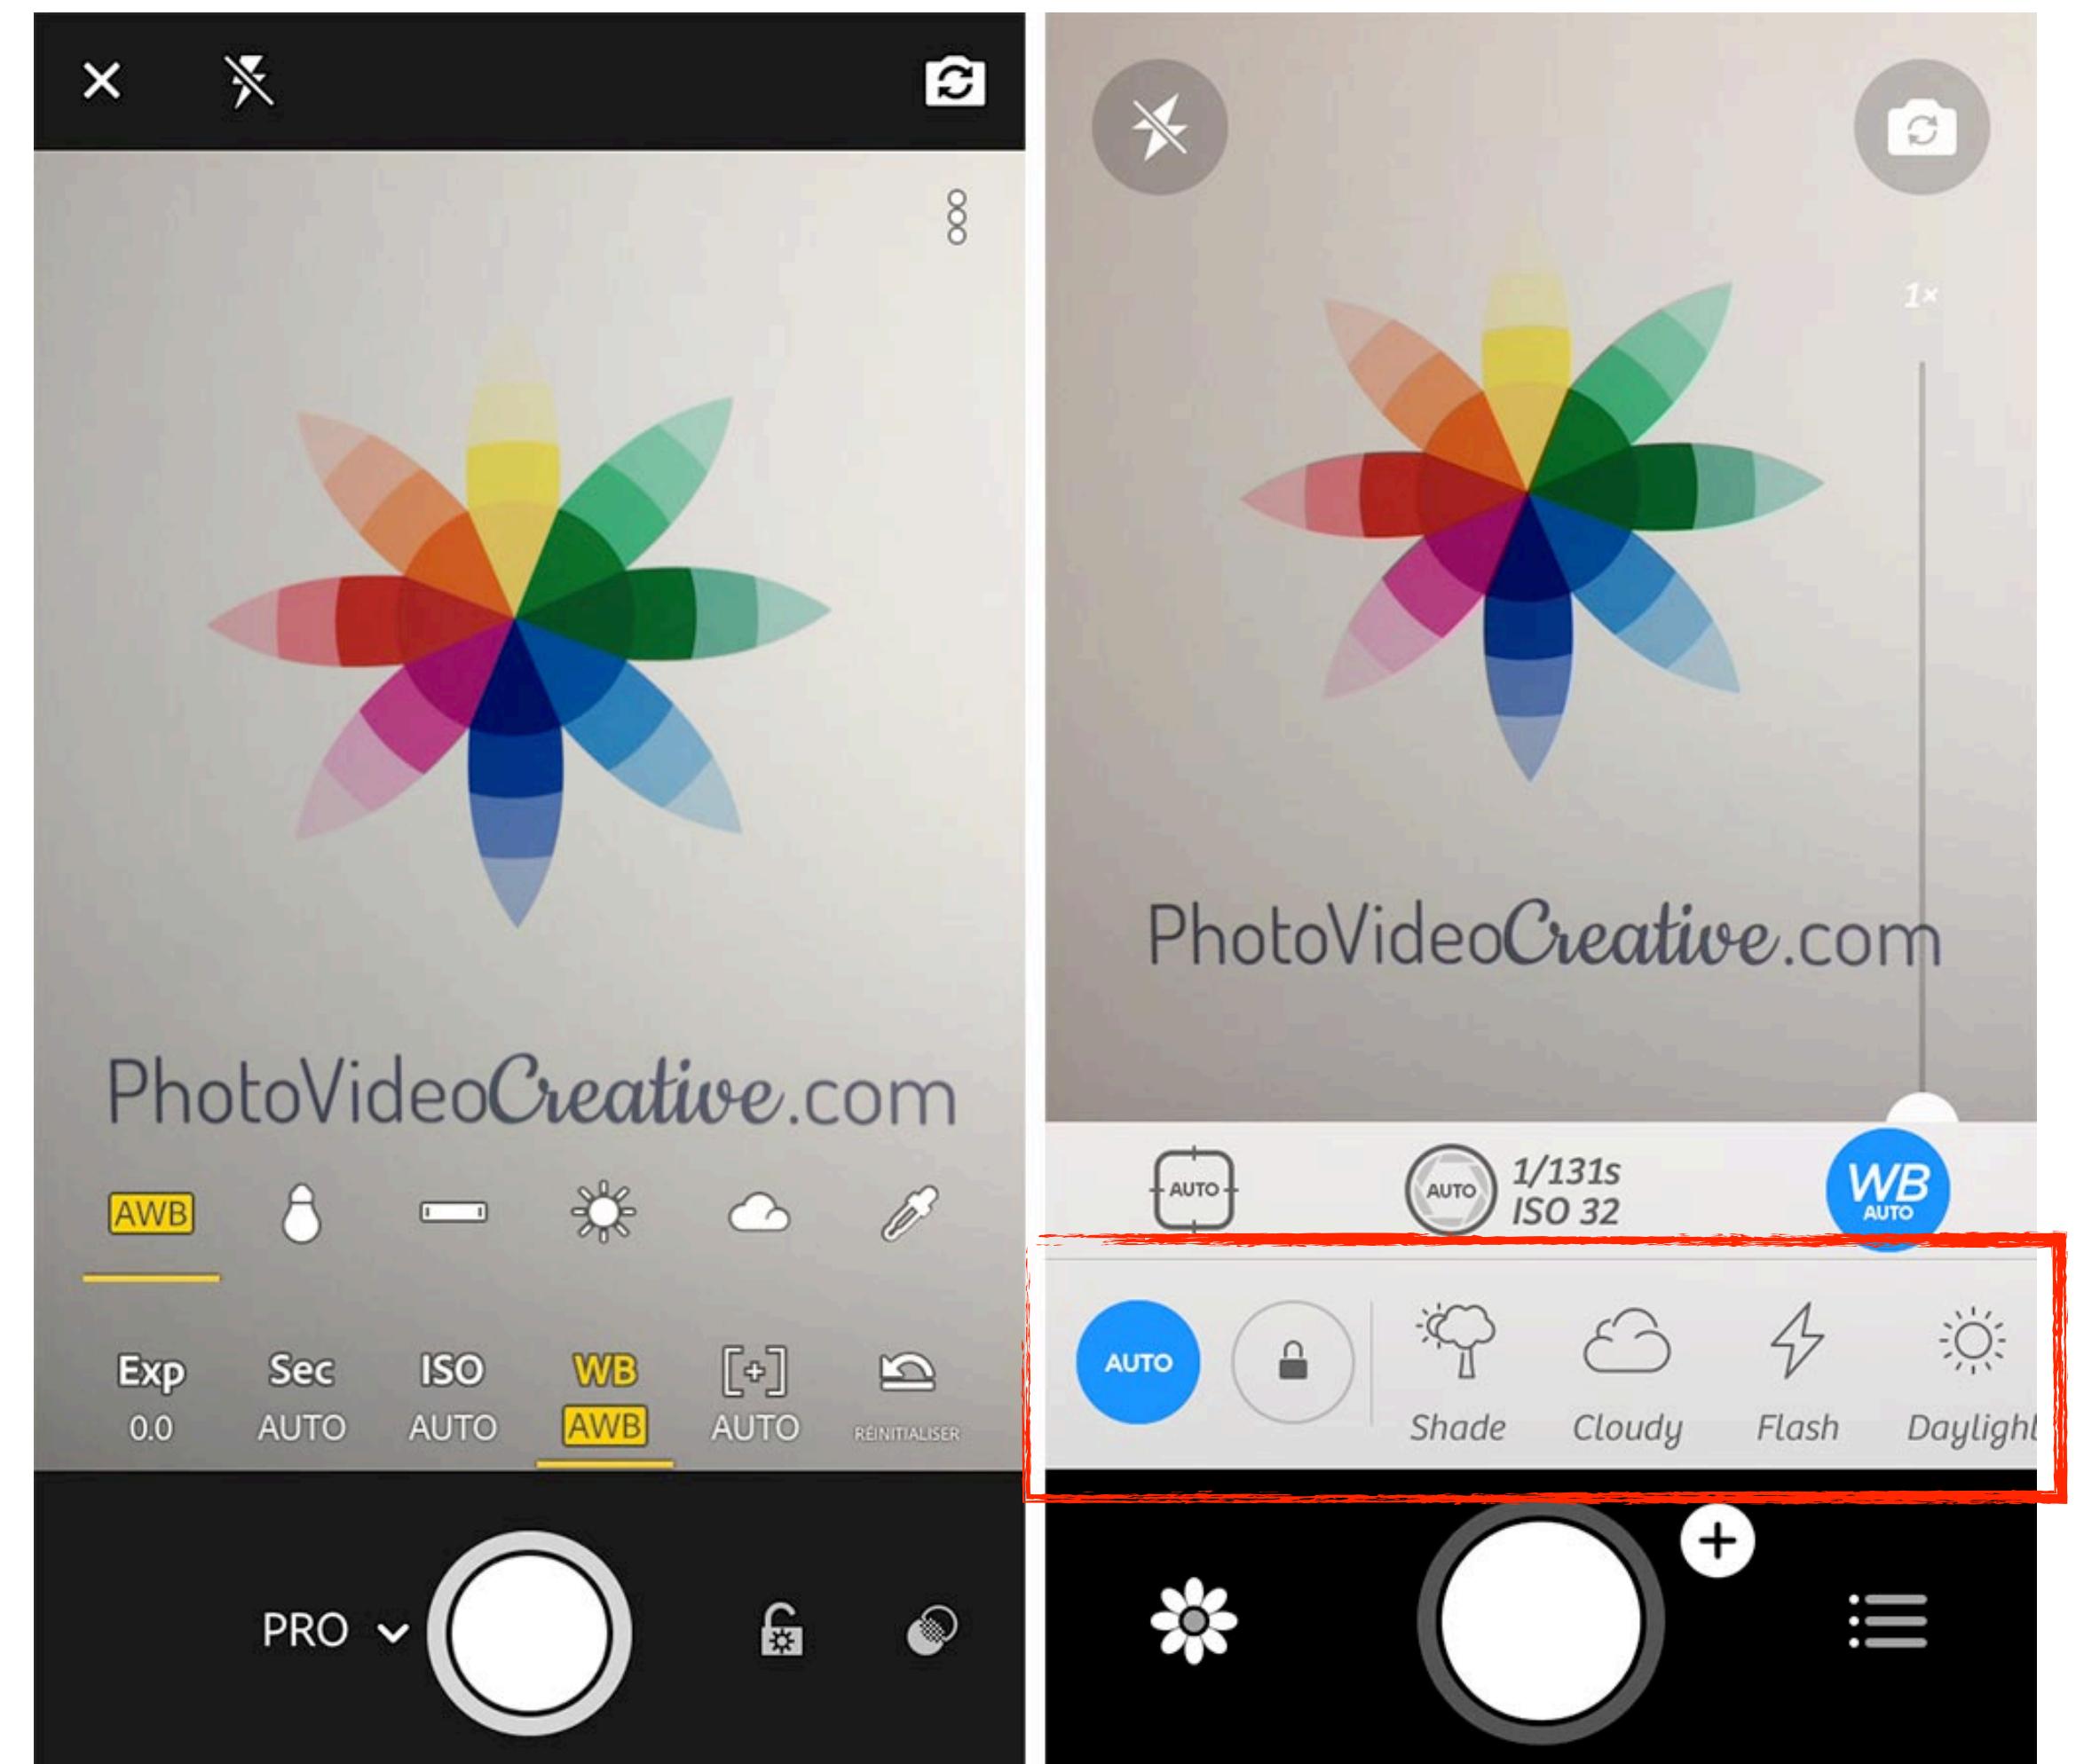 PhotoVideoCreative.com
AWB
Exp Sec ISO WB
0.0 AUTO AUTO AWB AUTO RÉINITIALISER
PRO
1×
PhotoVideoCreative.com
AUTO AUTO 1/131s WB
ISO 32 AUTO
AUTO Shade Cloudy Flash Daylight